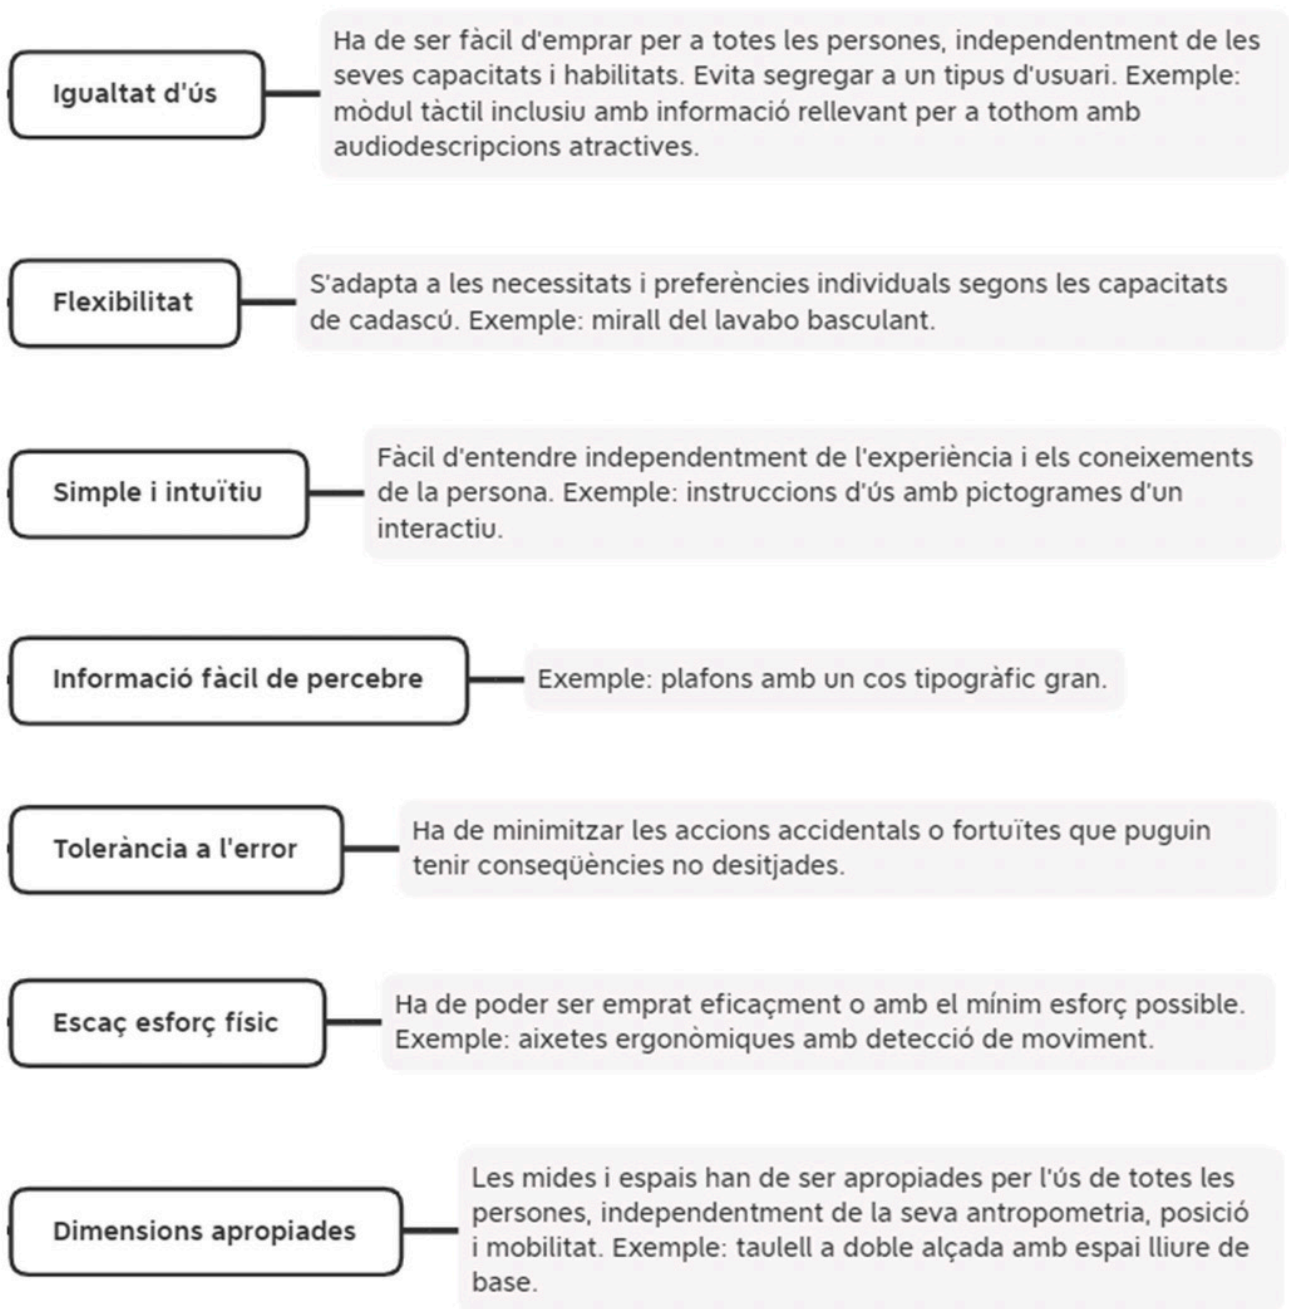 Igualtat d'ús
Ha de ser fàcil d'emprar per a totes les persones, independentment de les
seves capacitats i habilitats. Evita segregar a un tipus d'usuari. Exemple:
mòdul tàctil inclusiu amb informació rellevant per a tothom amb
audiodescripcions atractives.
Flexibilitat
S'adapta a les necessitats i preferències individuals segons les capacitats
de cadascú. Exemple: mirall del lavabo basculant.
Simple i intuïtiu
Fàcil d'entendre independentment de l'experiència i els coneixements
de la persona. Exemple: instruccions d'ús amb pictogrames d'un
interactiu.
Informació fàcil de percebre
Exemple: plafons amb un cos tipogràfic gran.
Tolerància a l'error
Ha de minimitzar les accions accidentals o fortuïtes que puguin
tenir conseqüències no desitjades.
Escaç esforç físic
Ha de poder ser emprat eficaçment o amb el mínim esforç possible.
Exemple: aixetes ergonòmiques amb detecció de moviment.
Dimensions apropiades
Les mides i espais han de ser apropiades per l'ús de totes les
persones, independentment de la seva antropometria, posició
i mobilitat. Exemple: taulell a doble alçada amb espai lliure de
base.